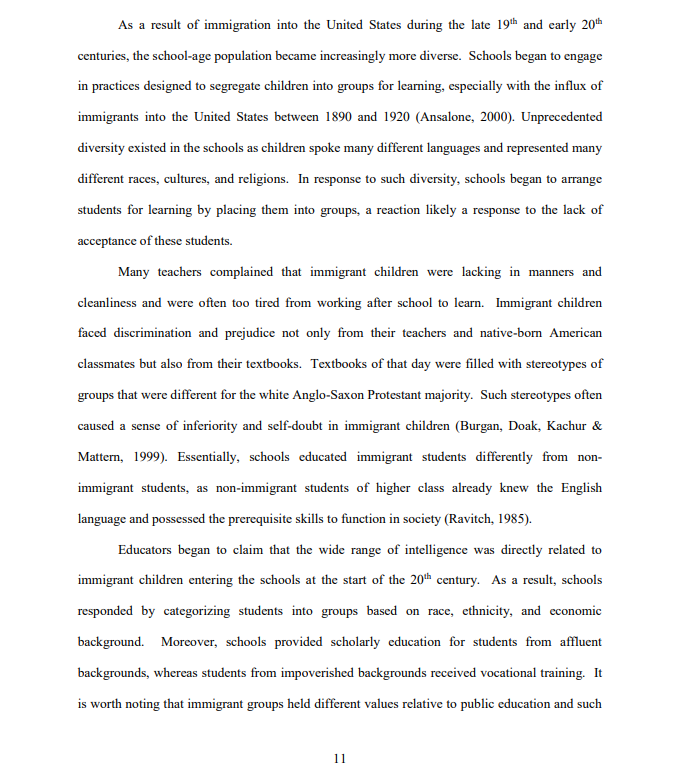 As a result of immigration into the United States during the late 19th and early 20th
centuries, the school-age population became increasingly more diverse. Schools began to engage
in practices designed to segregate children into groups for learning, especially with the influx of
immigrants into the United States between 1890 and 1920 (Ansalone, 2000). Unprecedented
diversity existed in the schools as children spoke many different languages and represented many
different races, cultures, and religions. In response to such diversity, schools began to arrange
students for learning by placing them into groups, a reaction likely a response to the lack of
acceptance of these students.
Many teachers complained that immigrant children were lacking in manners and
cleanliness and were often too tired from working after school to learn. Immigrant children
faced discrimination and prejudice not only from their teachers and native-born American
classmates but also from their textbooks. Textbooks of that day were filled with stereotypes of
groups that were different for the white Anglo-Saxon Protestant majority. Such stereotypes often
caused a sense of inferiority and self-doubt in immigrant children (Burgan, Doak, Kachur &
Mattern, 1999). Essentially, schools educated immigrant students differently from non-
immigrant students, as non-immigrant students of higher class already knew the English
language and possessed the prerequisite skills to function in society (Ravitch, 1985).
Educators began to claim that the wide range of intelligence was directly related to
immigrant children entering the schools at the start of the 20th century. As a result, schools
responded by categorizing students into groups based on race, ethnicity, and economic
background. Moreover, schools provided scholarly education for students from affluent
backgrounds, whereas students from impoverished backgrounds received vocational training. It
is worth noting that immigrant groups held different values relative to public education and such
11